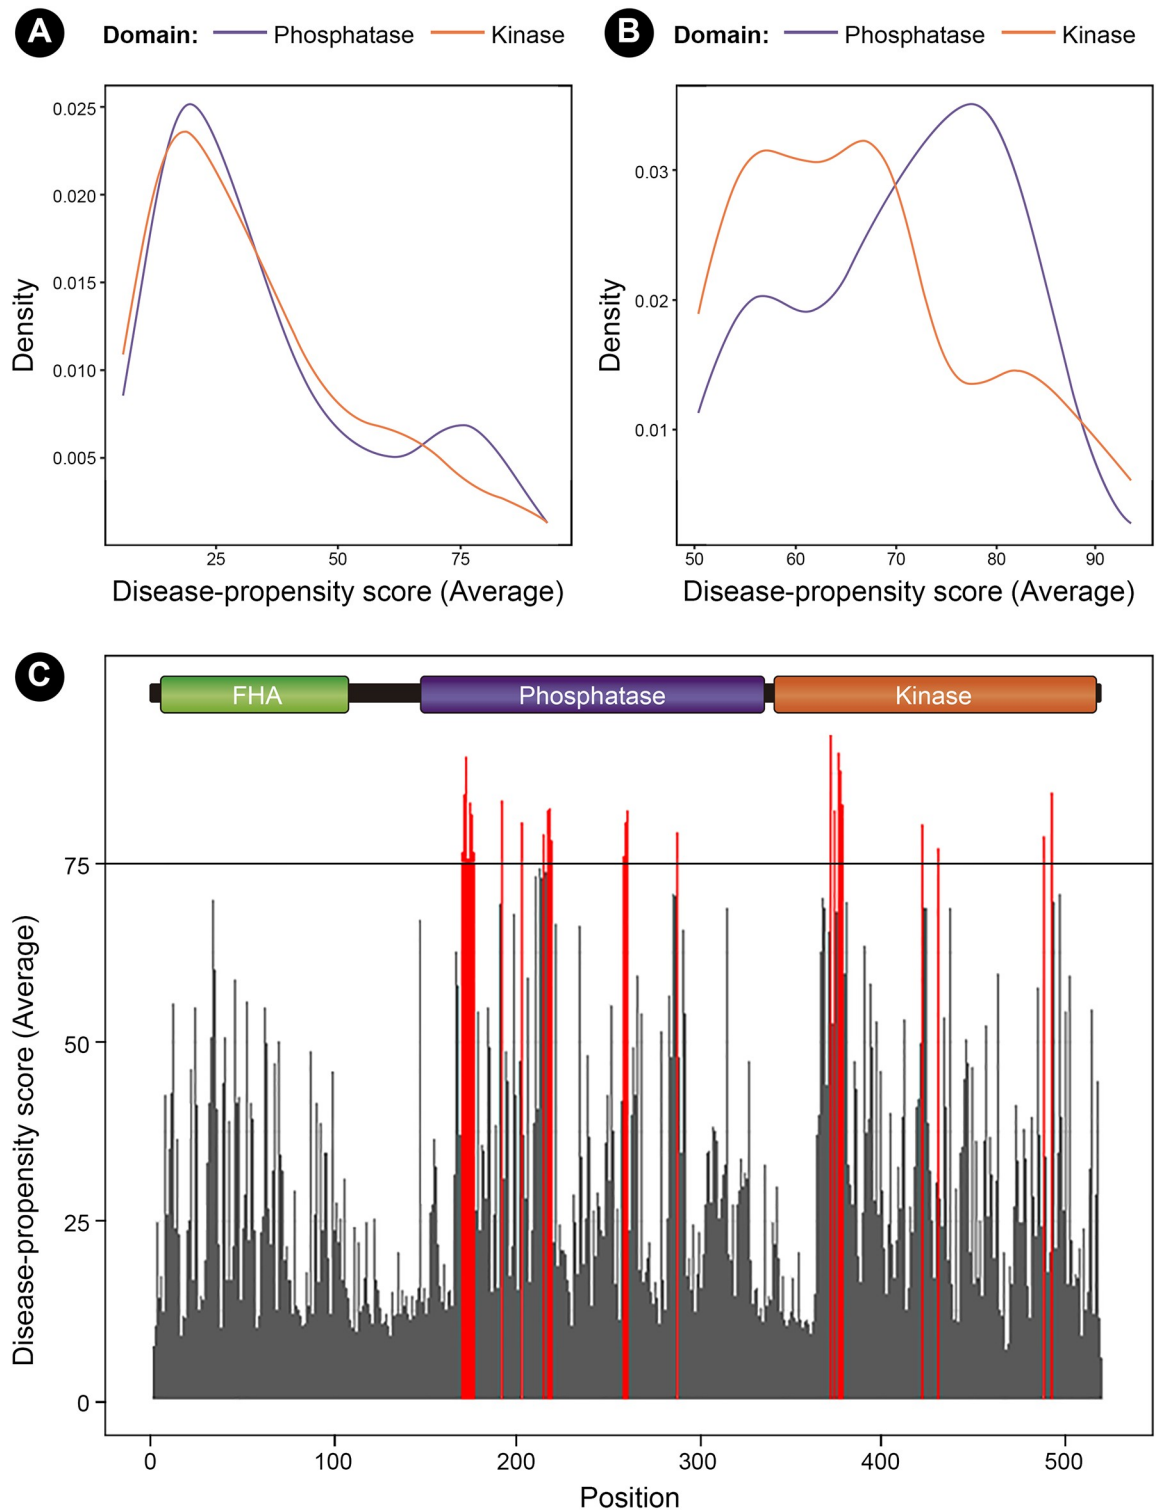 A Domain: Phosphatase Kinase
B Domain: Phosphatase Kinase
Density
0.025
0.020
0.015
0.010
0.005
25 50 75
Disease-propensity score (Average)
Density
0.03
0.02
0.01
50 60 70 80 90
Disease-propensity score (Average)
C
FHA Phosphatase Kinase
Disease-propensity score (Average)
75
50
25
0
0 100 200 300 400 500
Position